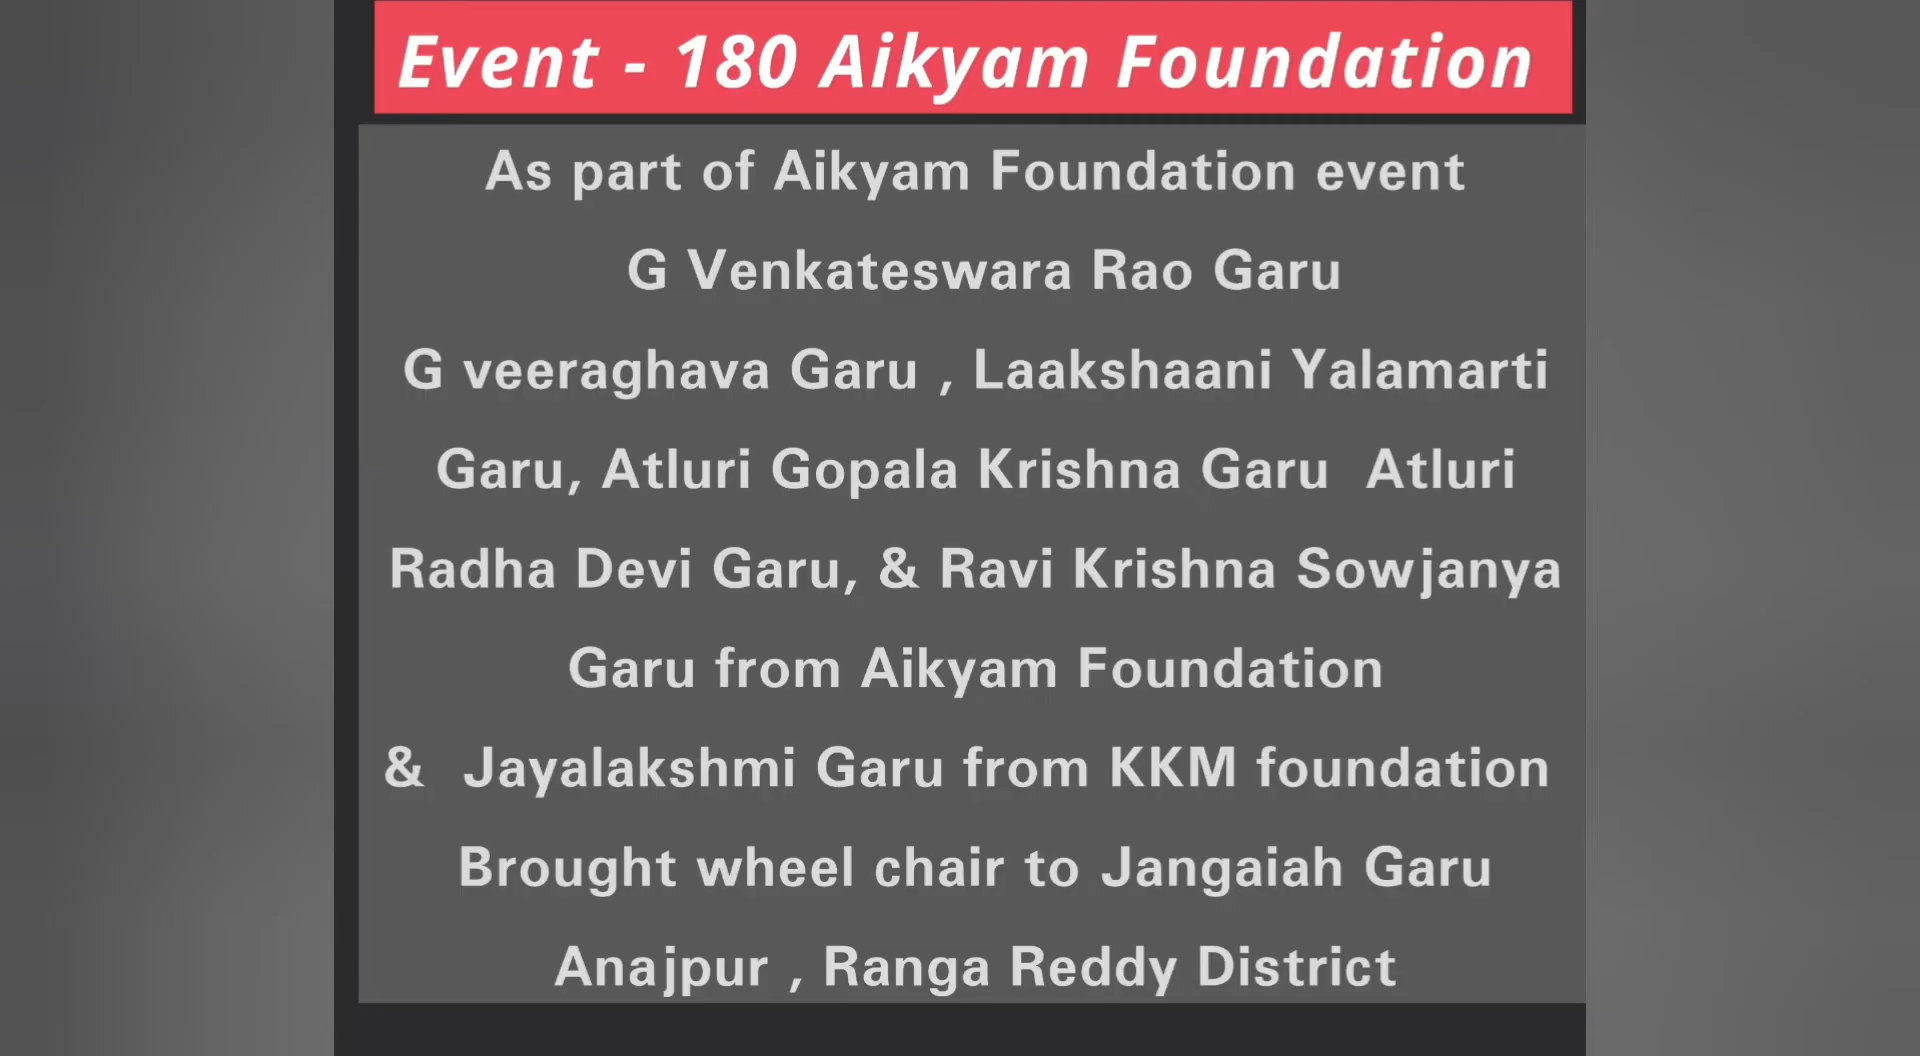 Event - 180 Aikyam Foundation
As part of Aikyam Foundation event
G Venkateswara Rao Garu
G veeraghava Garu , Laakshaani Yalamarti
Garu, Atluri Gopala Krishna Garu  Atluri
Radha Devi Garu, & Ravi Krishna Sowjanya
Garu from Aikyam Foundation
&  Jayalakshmi Garu from KKM foundation
Brought wheel chair to Jangaiah Garu
Anajpur , Ranga Reddy District